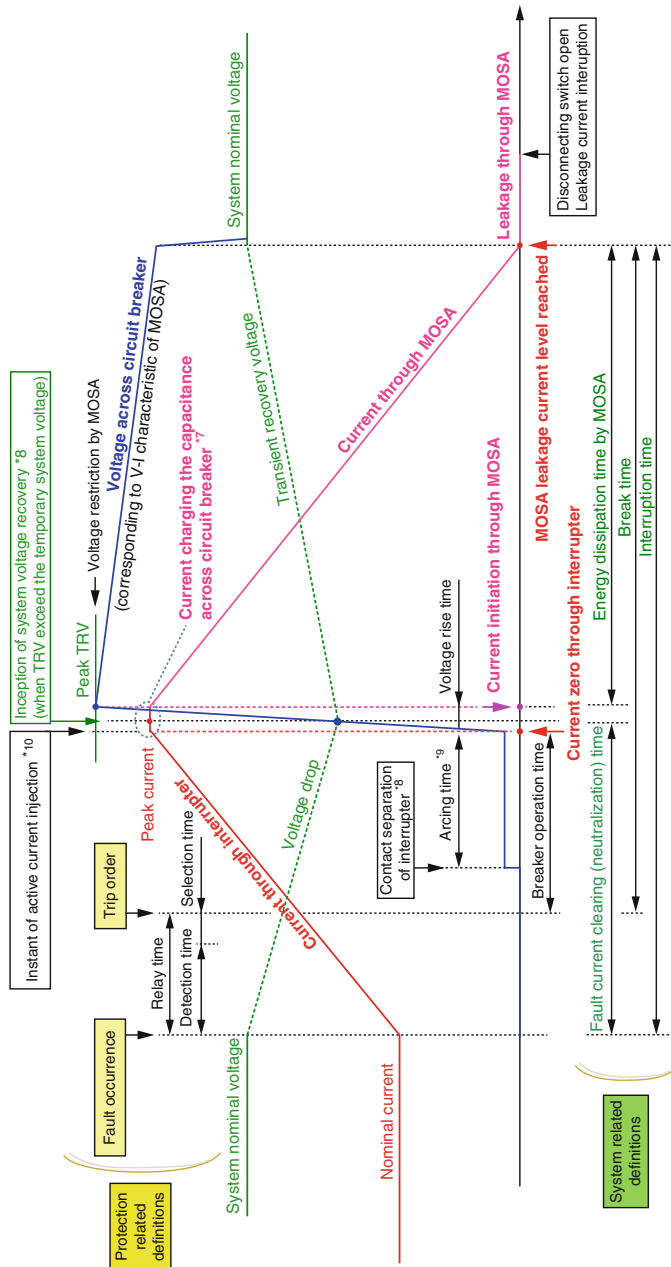 Protection
related
definitions
Fault occurrence
Trip order
Instant of active current injection *10
Inception of system voltage recovery *8
(when TRV exceed the temporary system voltage)
Relay time
Detection time
Selection time
Peak TRV
Voltage restriction by MOSA
Voltage across circuit breaker
(corresponding to V-I characteristic of MOSA)
Peak current
Current charging the capacitance
across circuit breaker *7
System nominal voltage
Voltage drop
Transient recovery voltage
System nominal voltage
Nominal current
Current through interrupter
Current through MOSA
Contact separation
of interrupter *8
Arcing time *9
Voltage rise time
Current initiation through MOSA
Leakage through MOSA
Breaker operation time
Current zero through interrupter
MOSA leakage current level reached
Disconnecting switch open
Leakage current interuption
System related
definitions
Fault current clearing (neutralization) time
Energy dissipation time by MOSA
Break time
Interruption time